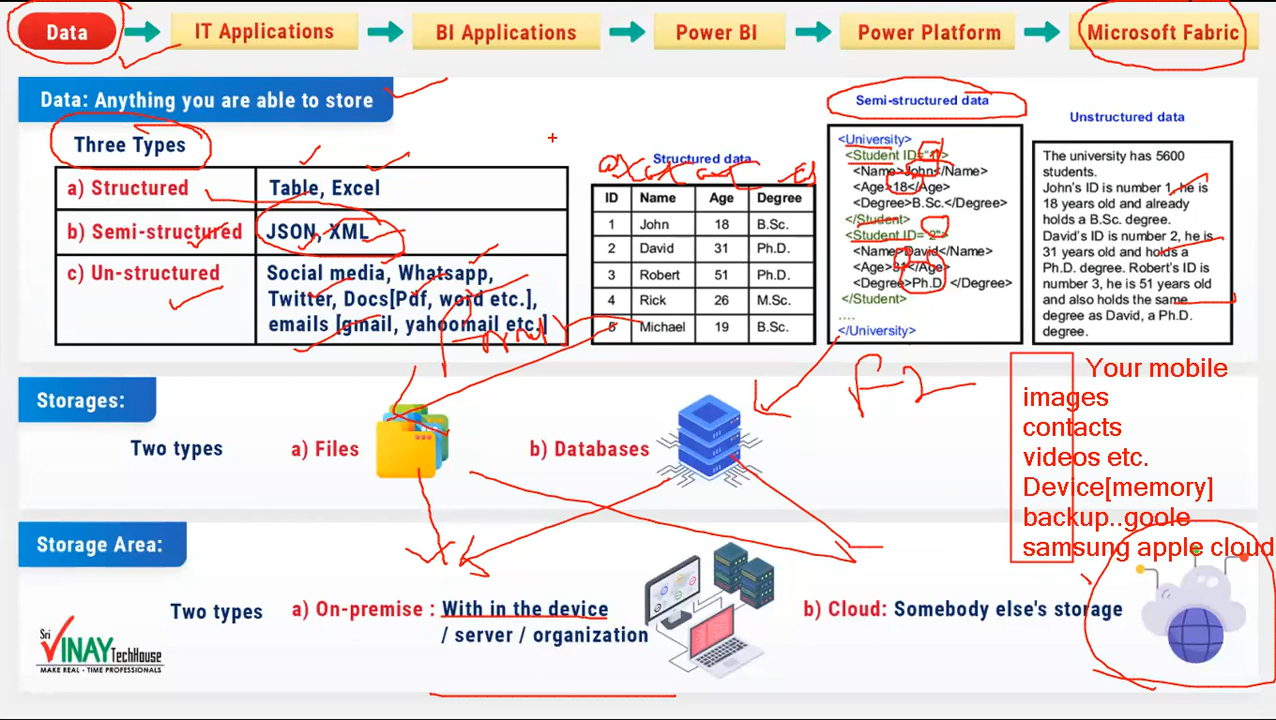 Data IT Applications BI Applications Power BI Power Platform Microsoft Fabric
Data: Anything you are able to store
Three Types
a) Structured Table, Excel
b) Semi-structured JSON, XML
c) Un-structured Social media, Whatsapp,
Twitter, Docs[Pdf, word etc.],
emails [gmail, yahoomail etc.]
Structured data
ID Name Age Degree
1 John 18 B.Sc.
2 David 31 Ph.D.
3 Robert 51 Ph.D.
4 Rick 26 M.Sc.
5 Michael 19 B.Sc.
Semi-structured data
<University>
<Student ID="1">
<Name>John</Name>
<Age>18</Age>
<Degree>B.Sc.</Degree>
</Student>
<Student ID="2">
<Name>David</Name>
<Age>31</Age>
<Degree>Ph.D. </Degree>
</Student>
....
</University>
Unstructured data
The university has 5600
students.
John's ID is number 1, he is
18 years old and already
holds a B.Sc. degree.
David's ID is number 2, he is
31 years old and holds a
Ph.D. degree. Robert's ID is
number 3, he is 51 years old
and also holds the same
degree as David, a Ph.D.
degree.
Storages:
Two types a) Files b) Databases
Your mobile
images
contacts
videos etc.
Device[memory]
backup..goole
samsung apple cloud
Storage Area:
Two types a) On-premise : With in the device
/ server / organization
b) Cloud: Somebody else's storage
Sri
VINAY TechHouse
MAKE REAL - TIME PROFESSIONALS